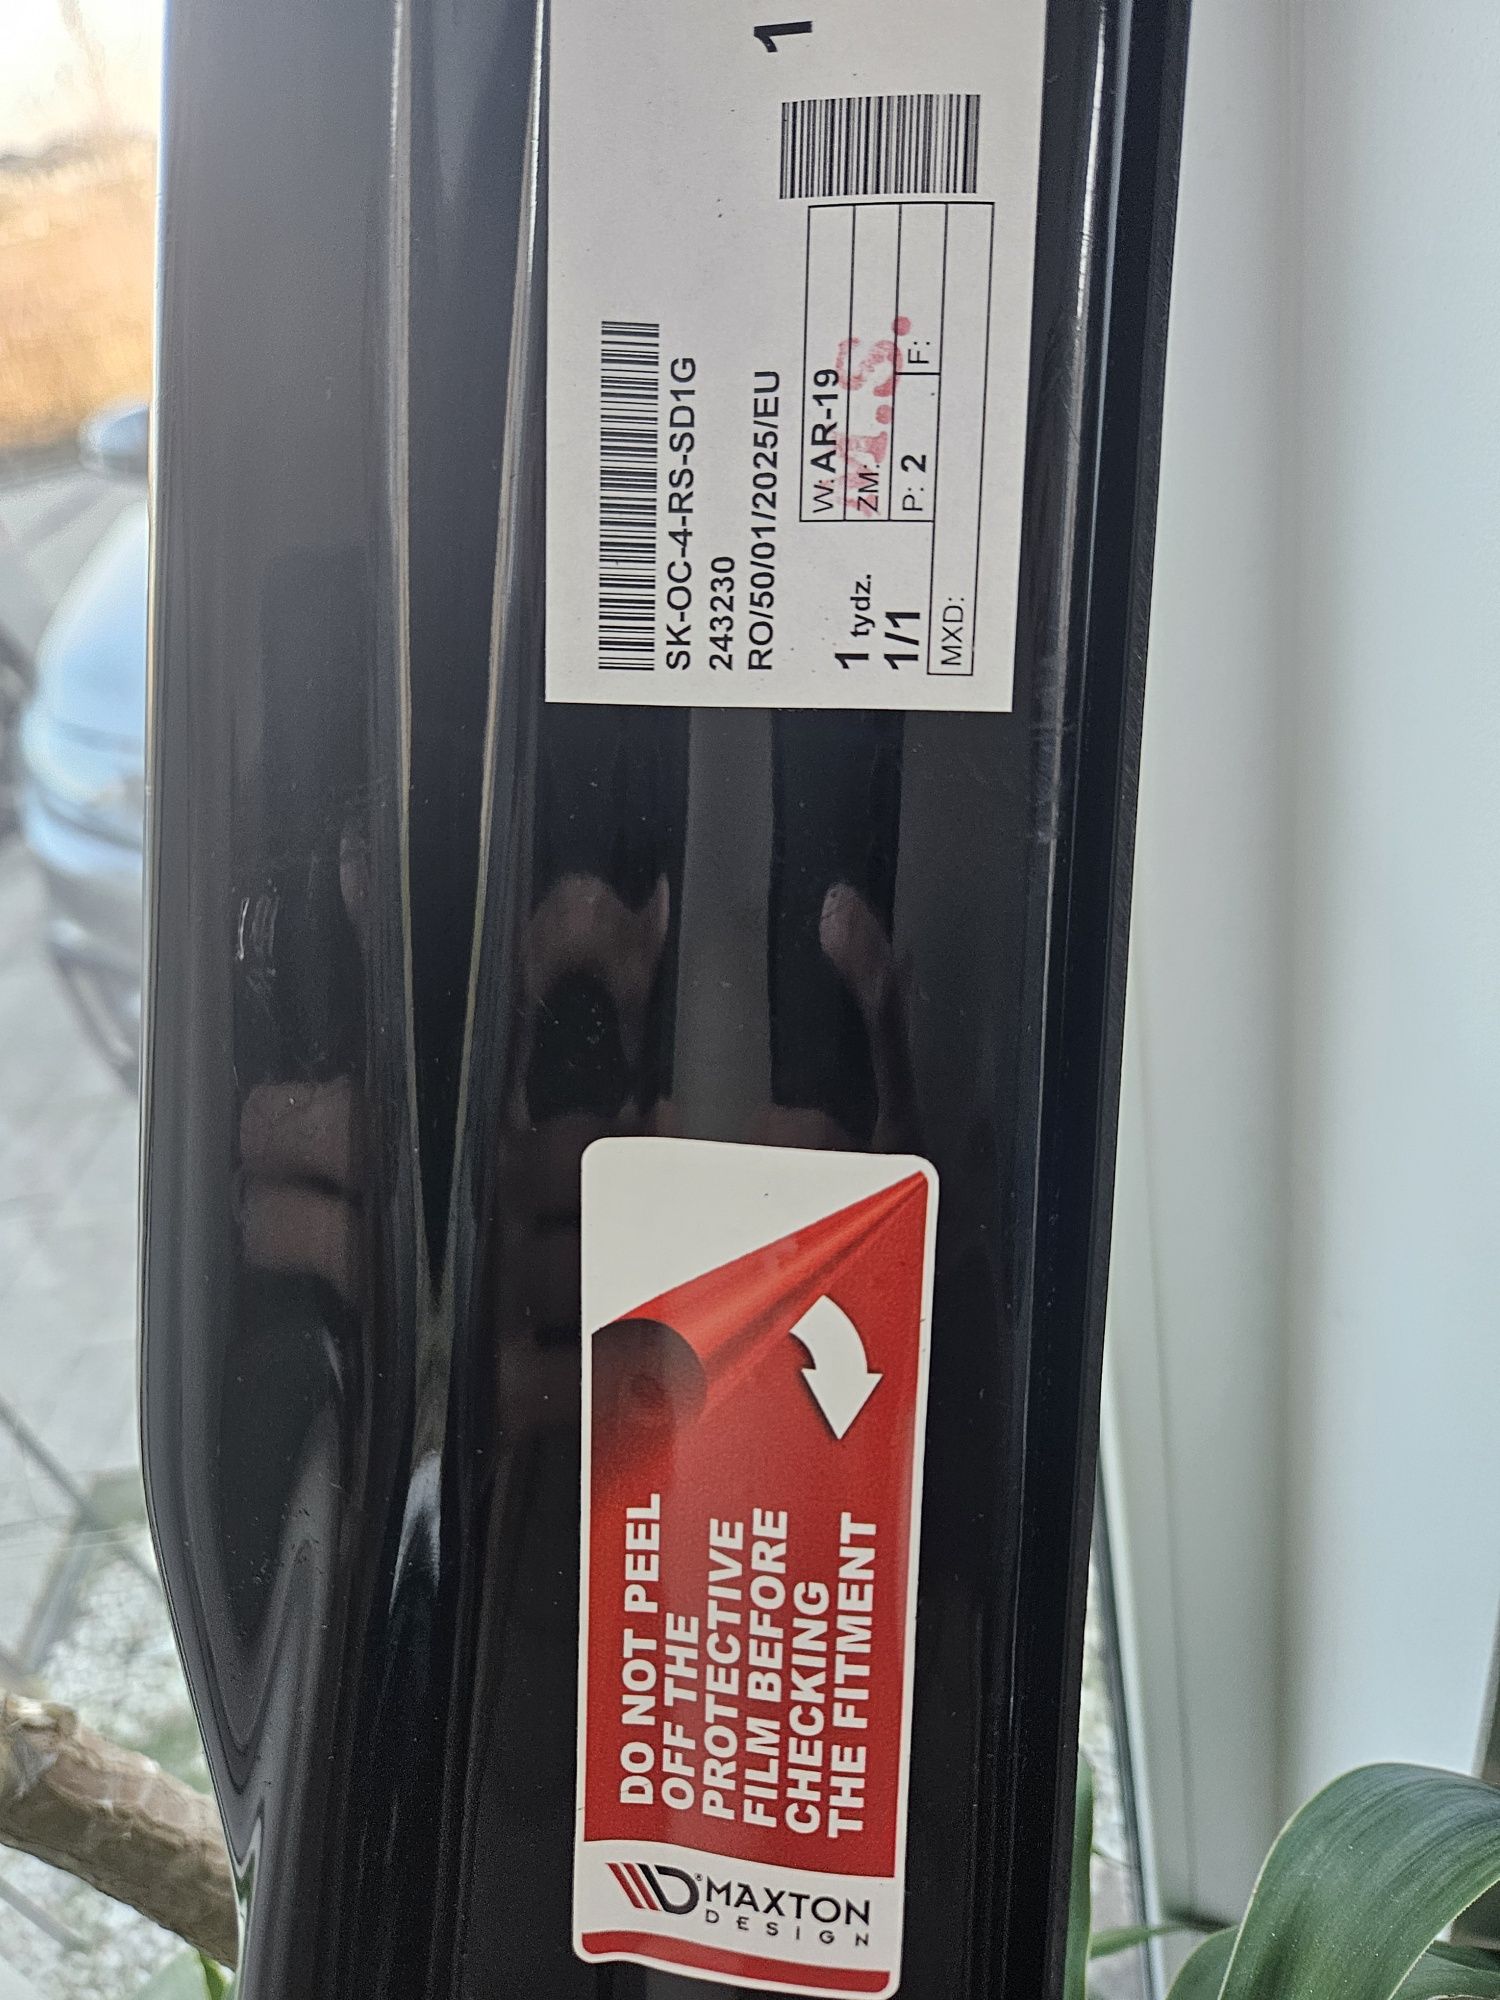 SK-OC-4-RS-SD1G
243230
RO/50/01/2025/EU
1
1 tydz.
1/1
W: AR-19
ZM:
P: 2 F:
MXD:
DO NOT PEEL
OFF THE
PROTECTIVE
FILM BEFORE
CHECKING
THE FITMENT
MAXTON
DESIGN